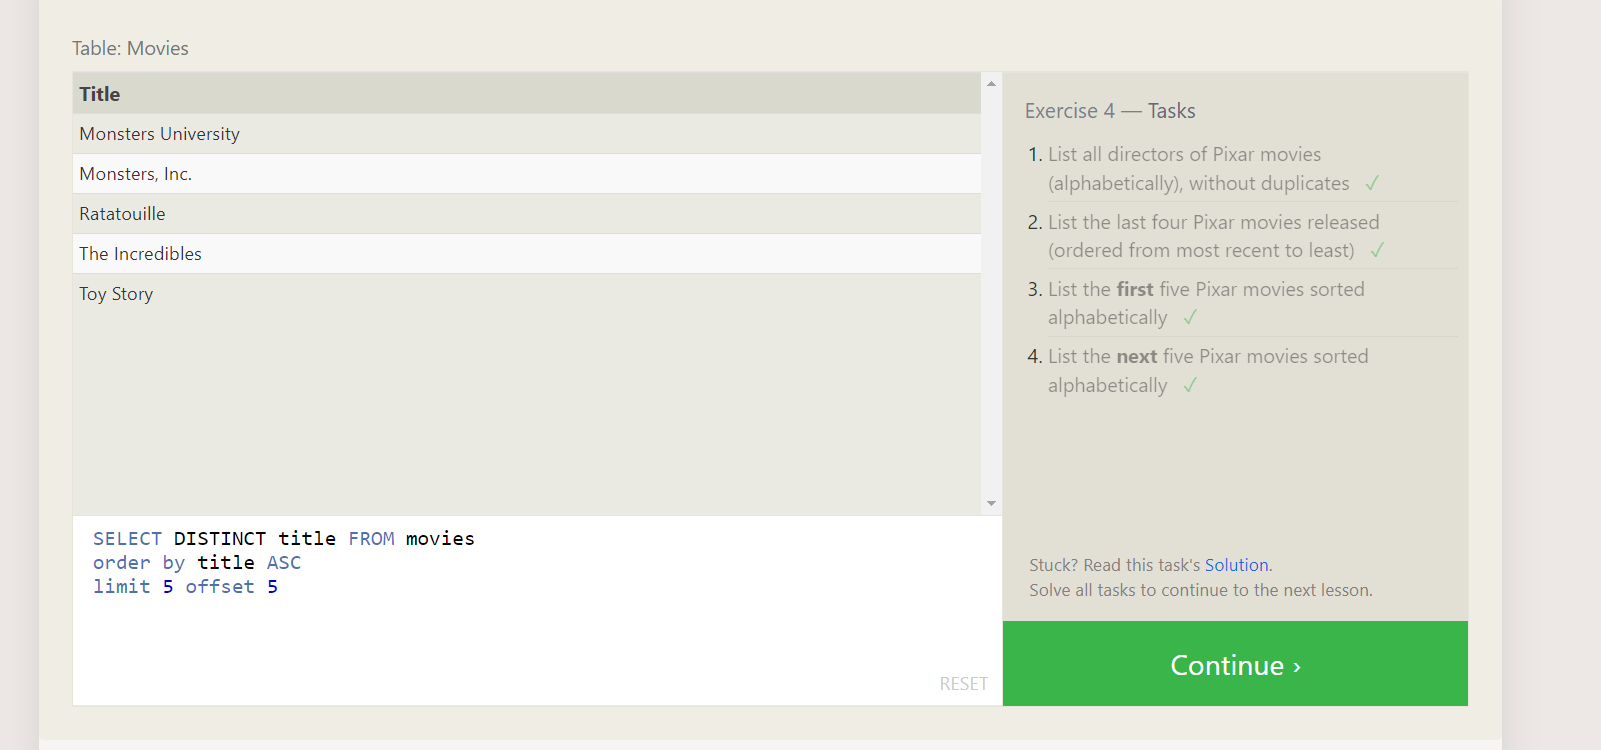 Table: Movies
Title
Monsters University
Monsters, Inc.
Ratatouille
The Incredibles
Toy Story
SELECT DISTINCT title FROM movies
order by title ASC
limit 5 offset 5
RESET
Exercise 4 — Tasks
1. List all directors of Pixar movies
(alphabetically), without duplicates ✓
2. List the last four Pixar movies released
(ordered from most recent to least) ✓
3. List the first five Pixar movies sorted
alphabetically ✓
4. List the next five Pixar movies sorted
alphabetically ✓
Stuck? Read this task's Solution.
Solve all tasks to continue to the next lesson.
Continue ›